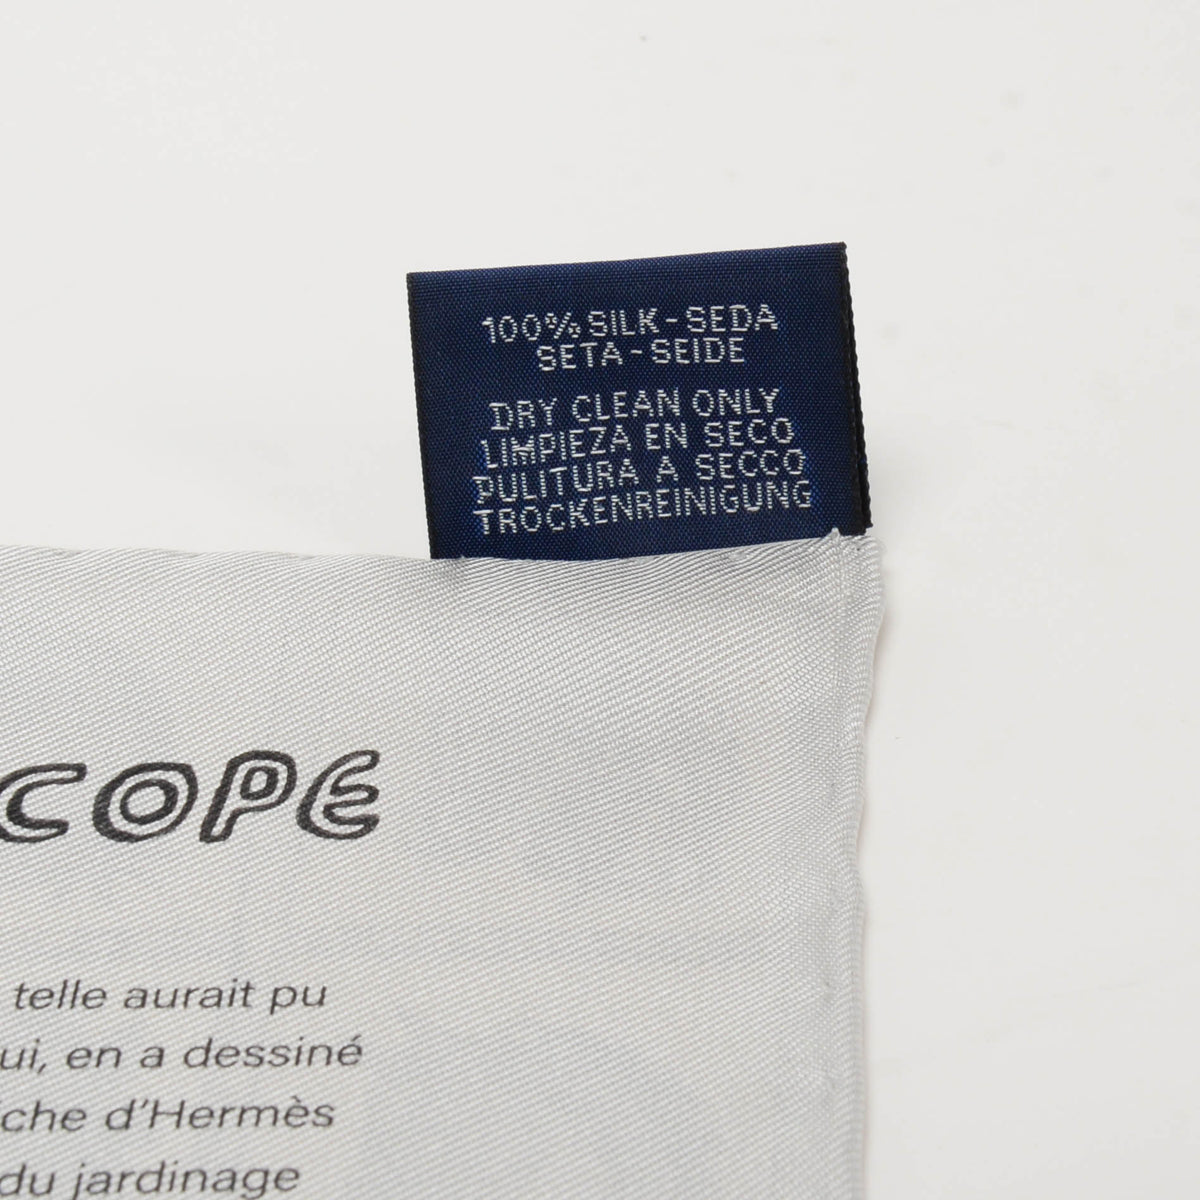 100% SILK-SEDA
SETA-SEIDE
DRY CLEAN ONLY
LIMPIEZA EN SECO
PULITURA A SECCO
TROCKENREINIGUNG
COPE
telle aurait pu
ui, en a dessiné
che d'Hermès
du jardinage